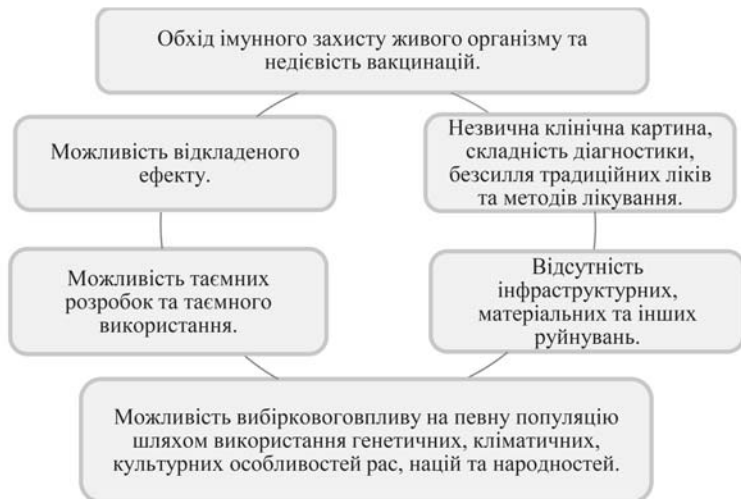 Обхід імунного захисту живого організму та
недієвість вакцинацій.
Можливість відкладеного
ефекту.
Незвична клінічна картина,
складність діагностики,
безсилля традиційних ліків
та методів лікування.
Можливість таємних
розробок та таємного
використання.
Відсутність
інфраструктурних,
матеріальних та інших
руйнувань.
Можливість вибірковоговпливу на певну популяцію
шляхом використання генетичних, кліматичних,
культурних особливостей рас, націй та народностей.